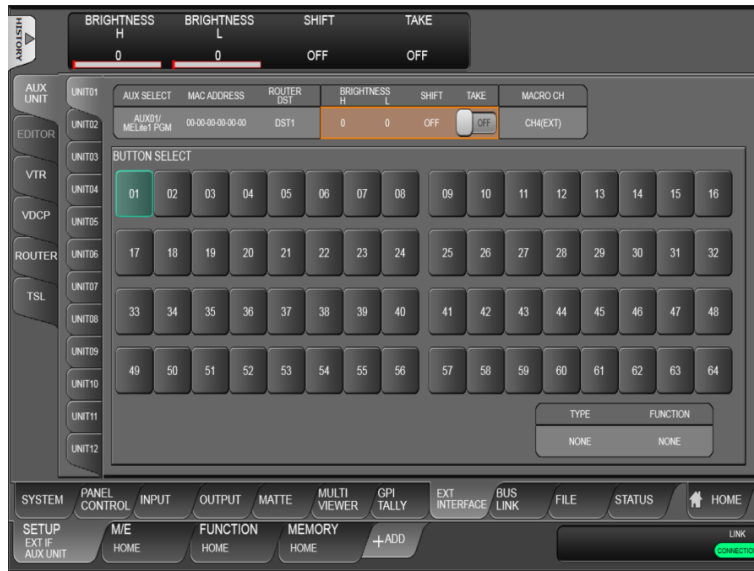 HISTORY
BRIGHTNESS H BRIGHTNESS L SHIFT TAKE
0 0 OFF OFF
AUX UNIT
EDITOR
VTR
VDCP
ROUTER
TSL
UNIT01
UNIT02
UNIT03
UNIT04
UNIT05
UNIT06
UNIT07
UNIT08
UNIT09
UNIT10
UNIT11
UNIT12
AUX SELECT MAC ADDRESS ROUTER DST BRIGHTNESS H L SHIFT TAKE MACRO CH
AUX01/ MELite1 PGM 00-00-00-00-00-00 DST1 0 0 OFF OFF CH4(EXT)
BUTTON SELECT
01 02 03 04 05 06 07 08 09 10 11 12 13 14 15 16
17 18 19 20 21 22 23 24 25 26 27 28 29 30 31 32
33 34 35 36 37 38 39 40 41 42 43 44 45 46 47 48
49 50 51 52 53 54 55 56 57 58 59 60 61 62 63 64
TYPE FUNCTION
NONE NONE
SYSTEM PANEL CONTROL INPUT OUTPUT MATTE MULTI VIEWER GPI TALLY EXT INTERFACE BUS LINK FILE STATUS HOME
SETUP M/E FUNCTION MEMORY +ADD
EXT IF HOME HOME HOME
AUX UNIT
LINK
CONNECTION